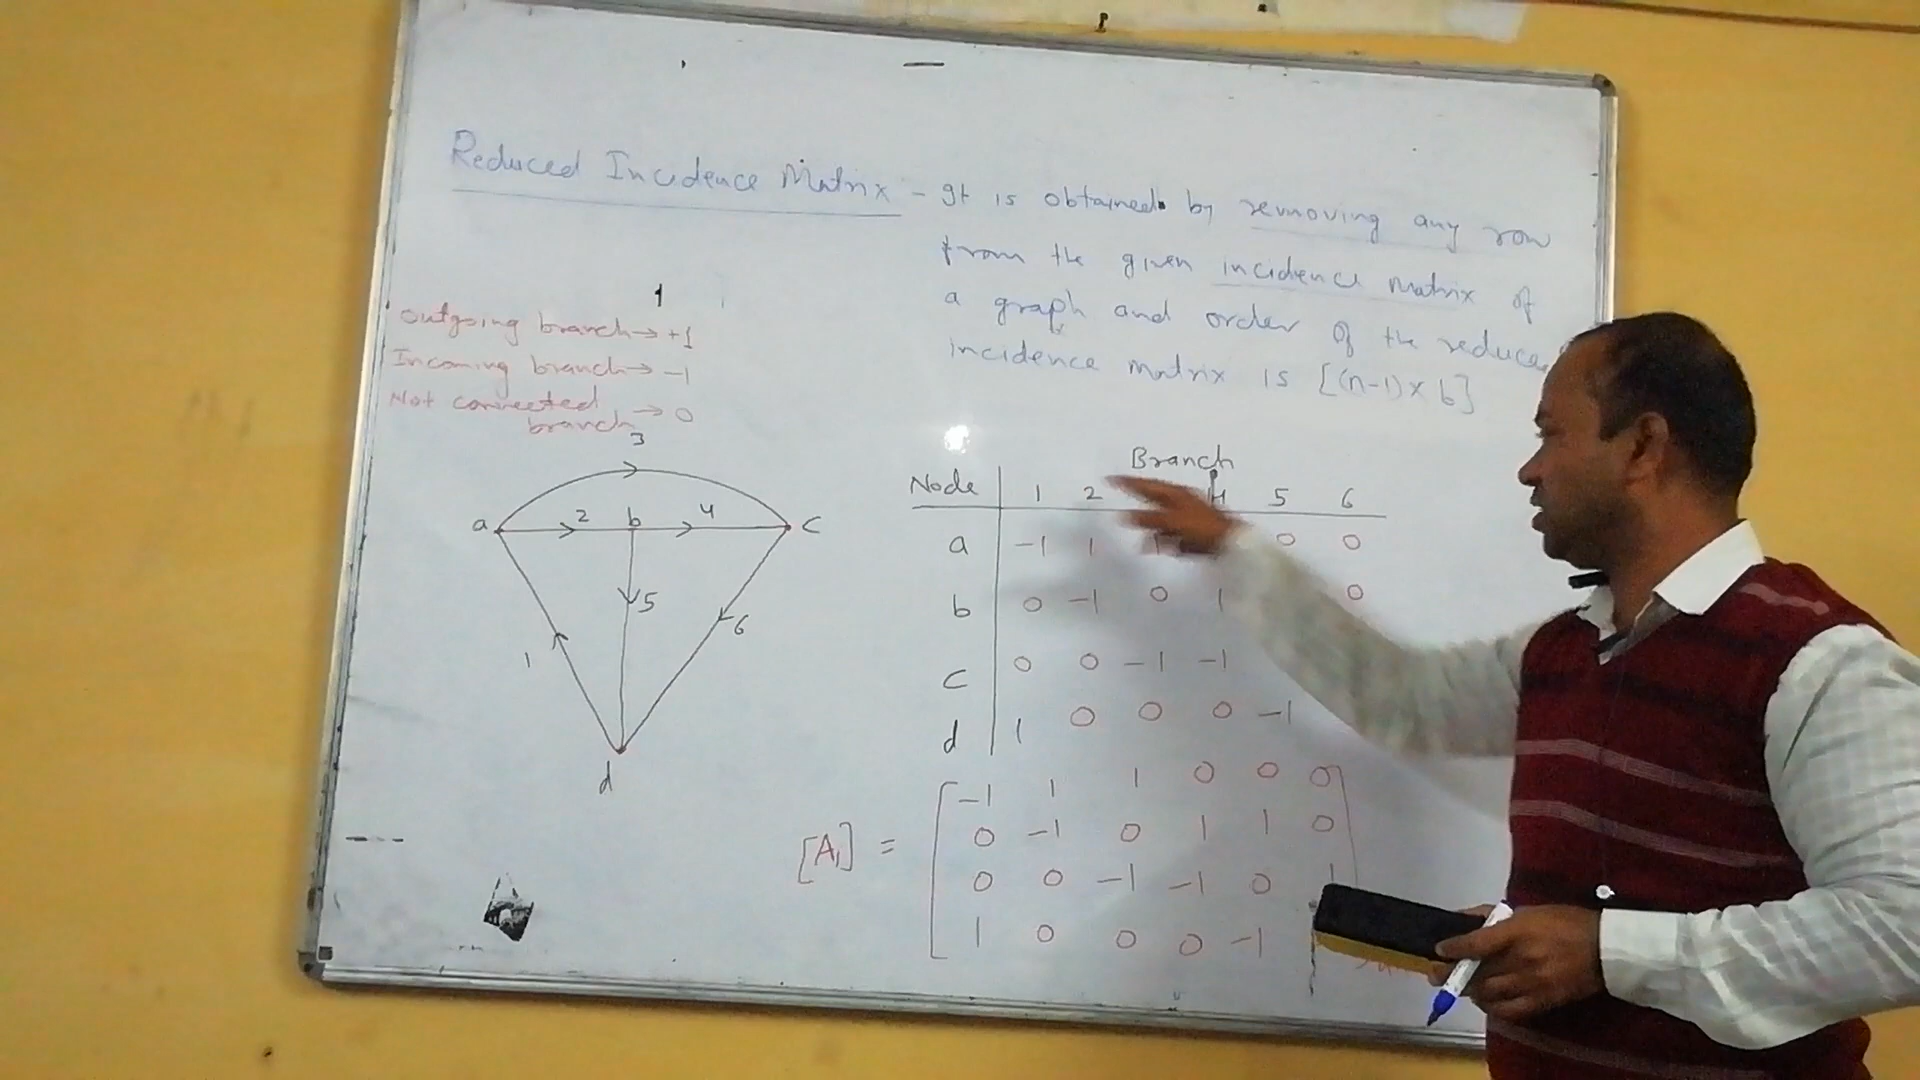 Reduced Incidence Matrix - It is obtained by removing any row
from the given incidence matrix of
a graph and order of the reduce
incidence matrix is [(n-1) x b]
1
outgoing branch → +1
Incoming branch → -1
Not connected
branch → 0
3
a 2 b 4 c
5
6
1
d
Branch
Node 1 2 4 5 6
a -1 1 1 0 0
b 0 -1 0 1 0
c 0 0 -1 -1
d 1 0 0 0 -1
[A1] =
-1 1 1 0 0 0
0 -1 0 1 1 0
0 0 -1 -1 0 1
1 0 0 0 -1